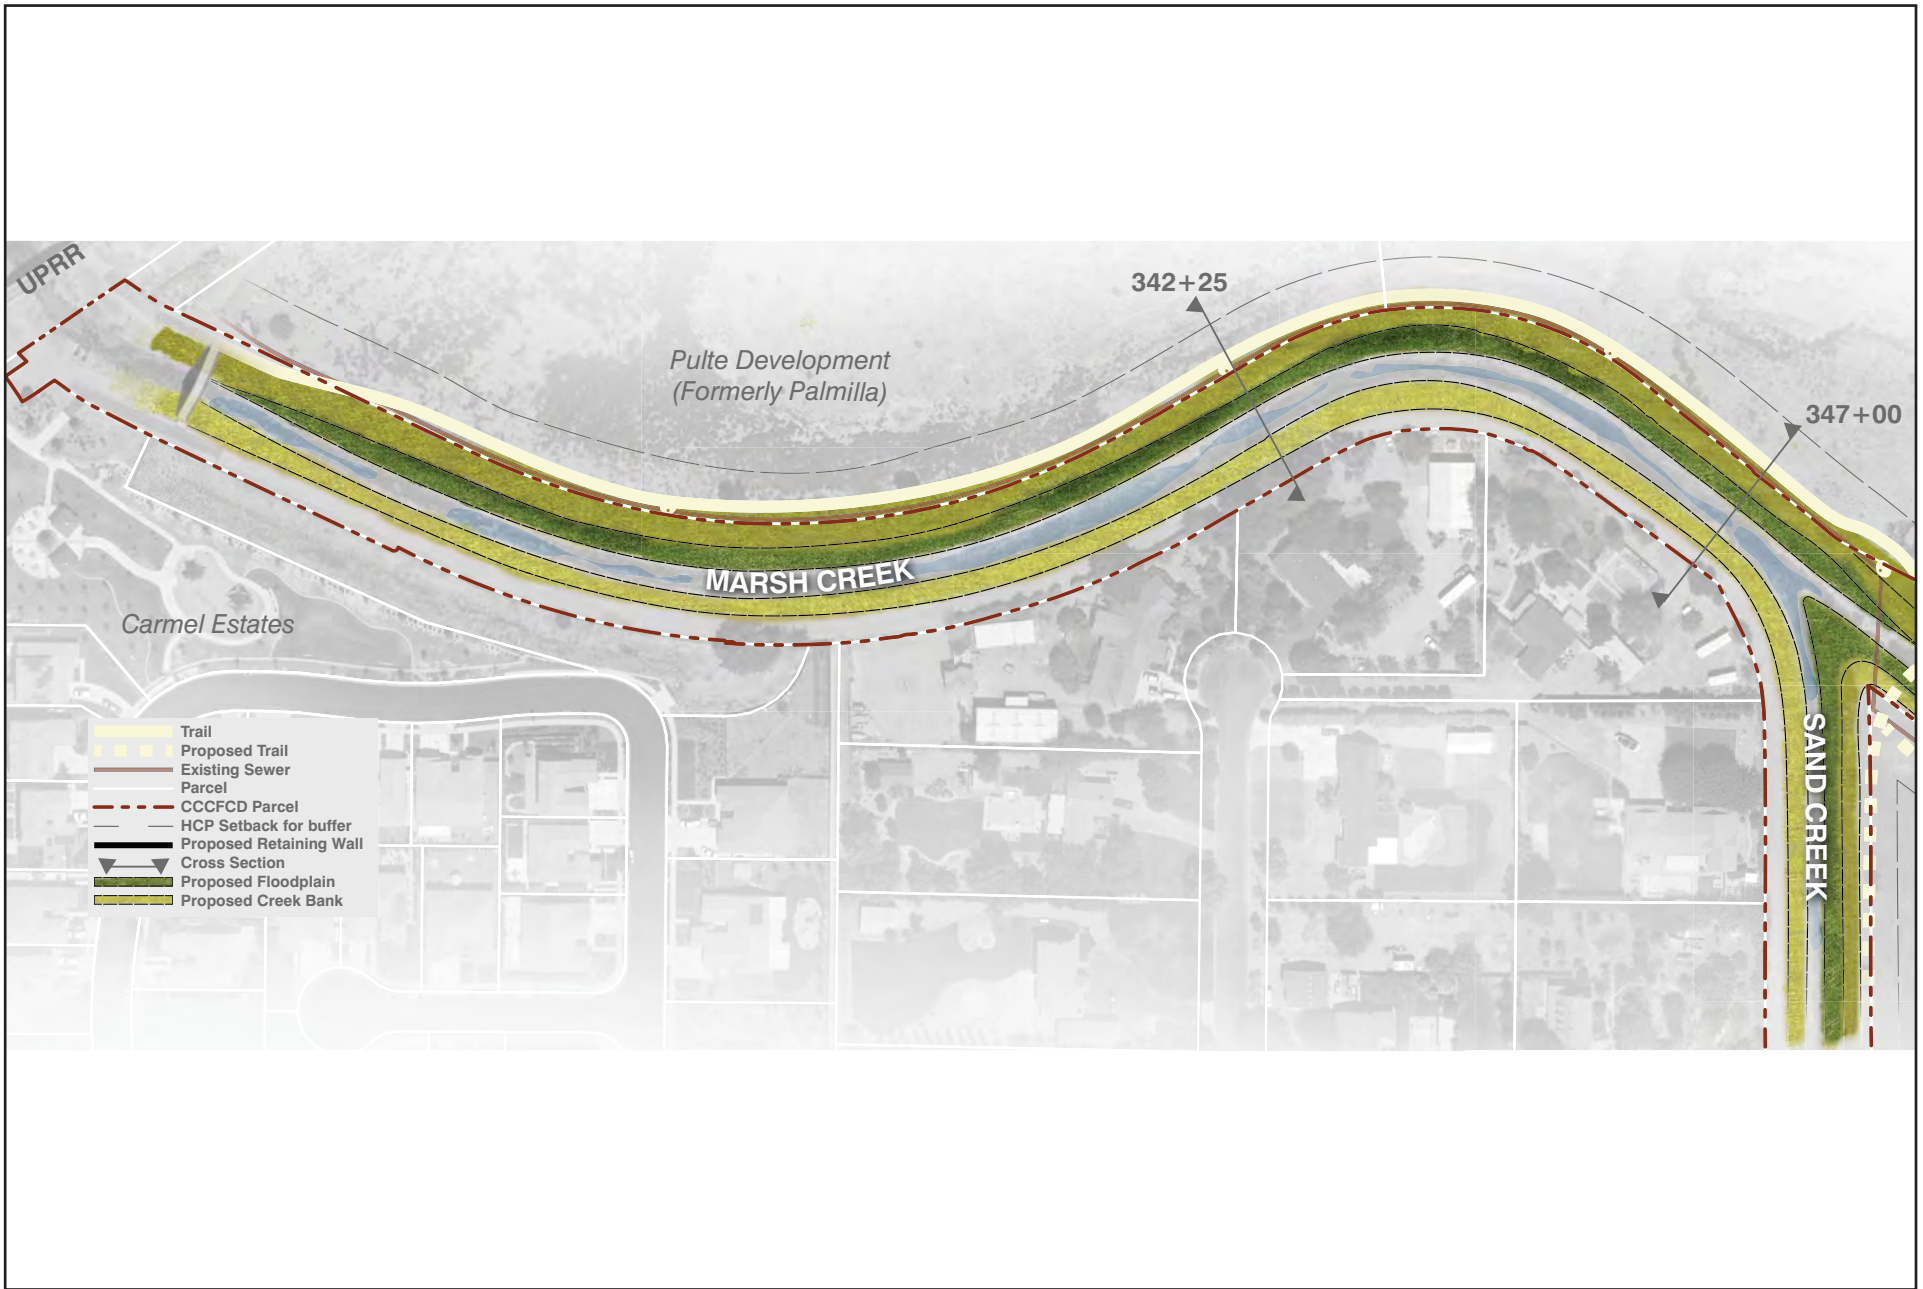 UPRR
342+25
Pulte Development
(Formerly Palmilla)
347+00
MARSH CREEK
Carmel Estates
SAND CREEK
Trail
Proposed Trail
Existing Sewer
Parcel
CCCFCD Parcel
HCP Setback for buffer
Proposed Retaining Wall
Cross Section
Proposed Floodplain
Proposed Creek Bank